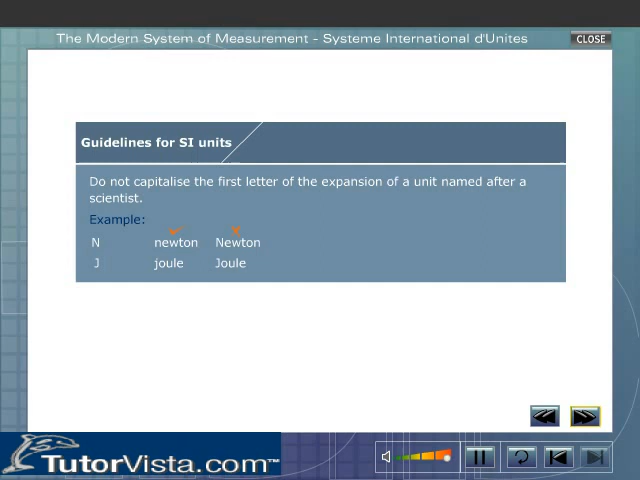 The Modern System of Measurement - Systeme International d'Unites
CLOSE
Guidelines for SI units
Do not capitalise the first letter of the expansion of a unit named after a
scientist.
Example:
N newton Newton
J joule Joule
TutorVista.com™